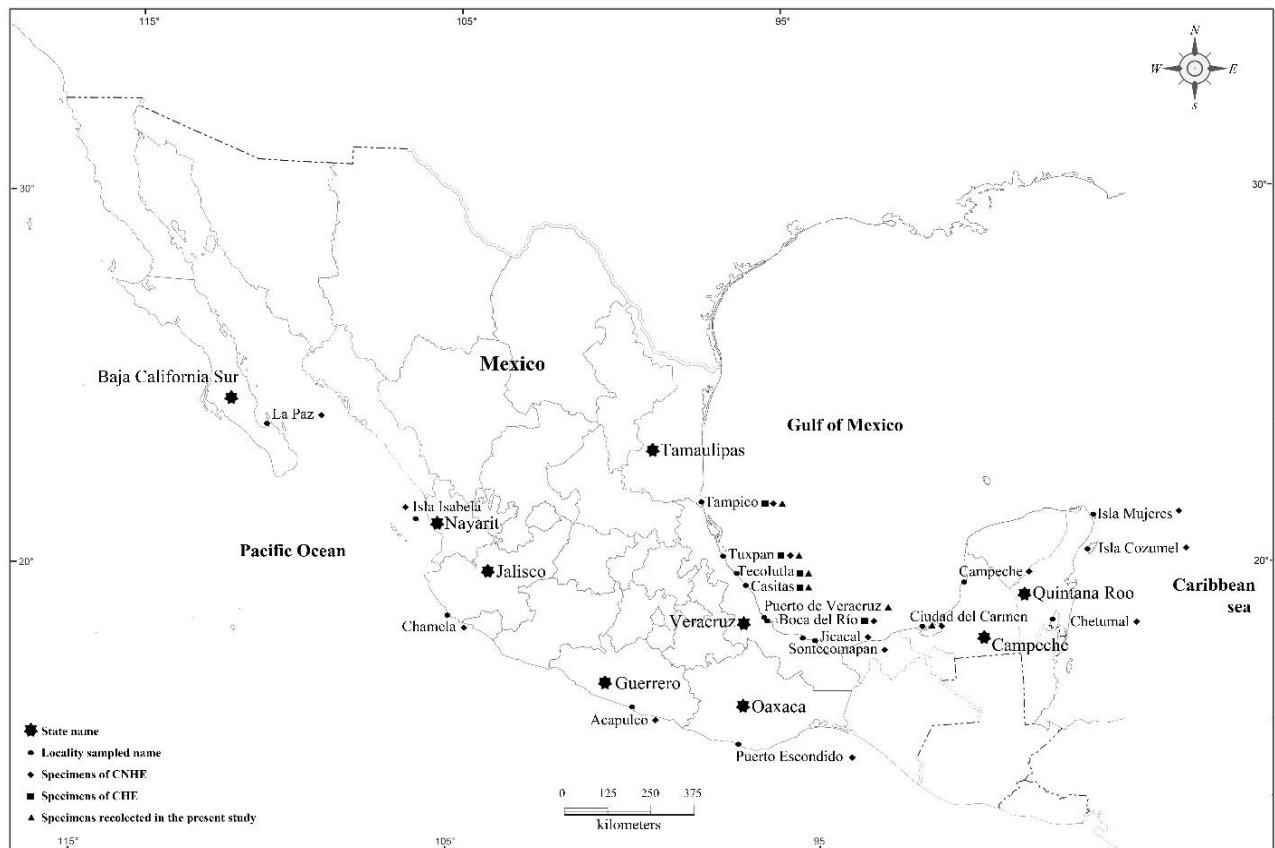 115°
105°
95°
N
W
E
s
30°
30°
Mexico
Baja California Sur
La Paz
Gulf of Mexico
Tamaulipas
Tampico
Isla Isabela
Nayarit
Isla Mujeres
Pacific Ocean
Tuxpan
Isla Cozumel
20°
20°
Jalisco
Tecolutla
Campeche
Caribbean
sea
Casitas
Quintana Roo
Puerto de Veracruz
Chamela
Veracruz
Boca del Río
Ciudad del Carmen
Chetumal
Jicacal
Sontecomapan
Campeche
Guerrero
Oaxaca
Acapulco
Puerto Escondido
State name
Locality sampled name
Specimens of CNHE
Specimens of CHE
Specimens recolected in the present study
0 125 250 375
kilometers
115°
105°
95